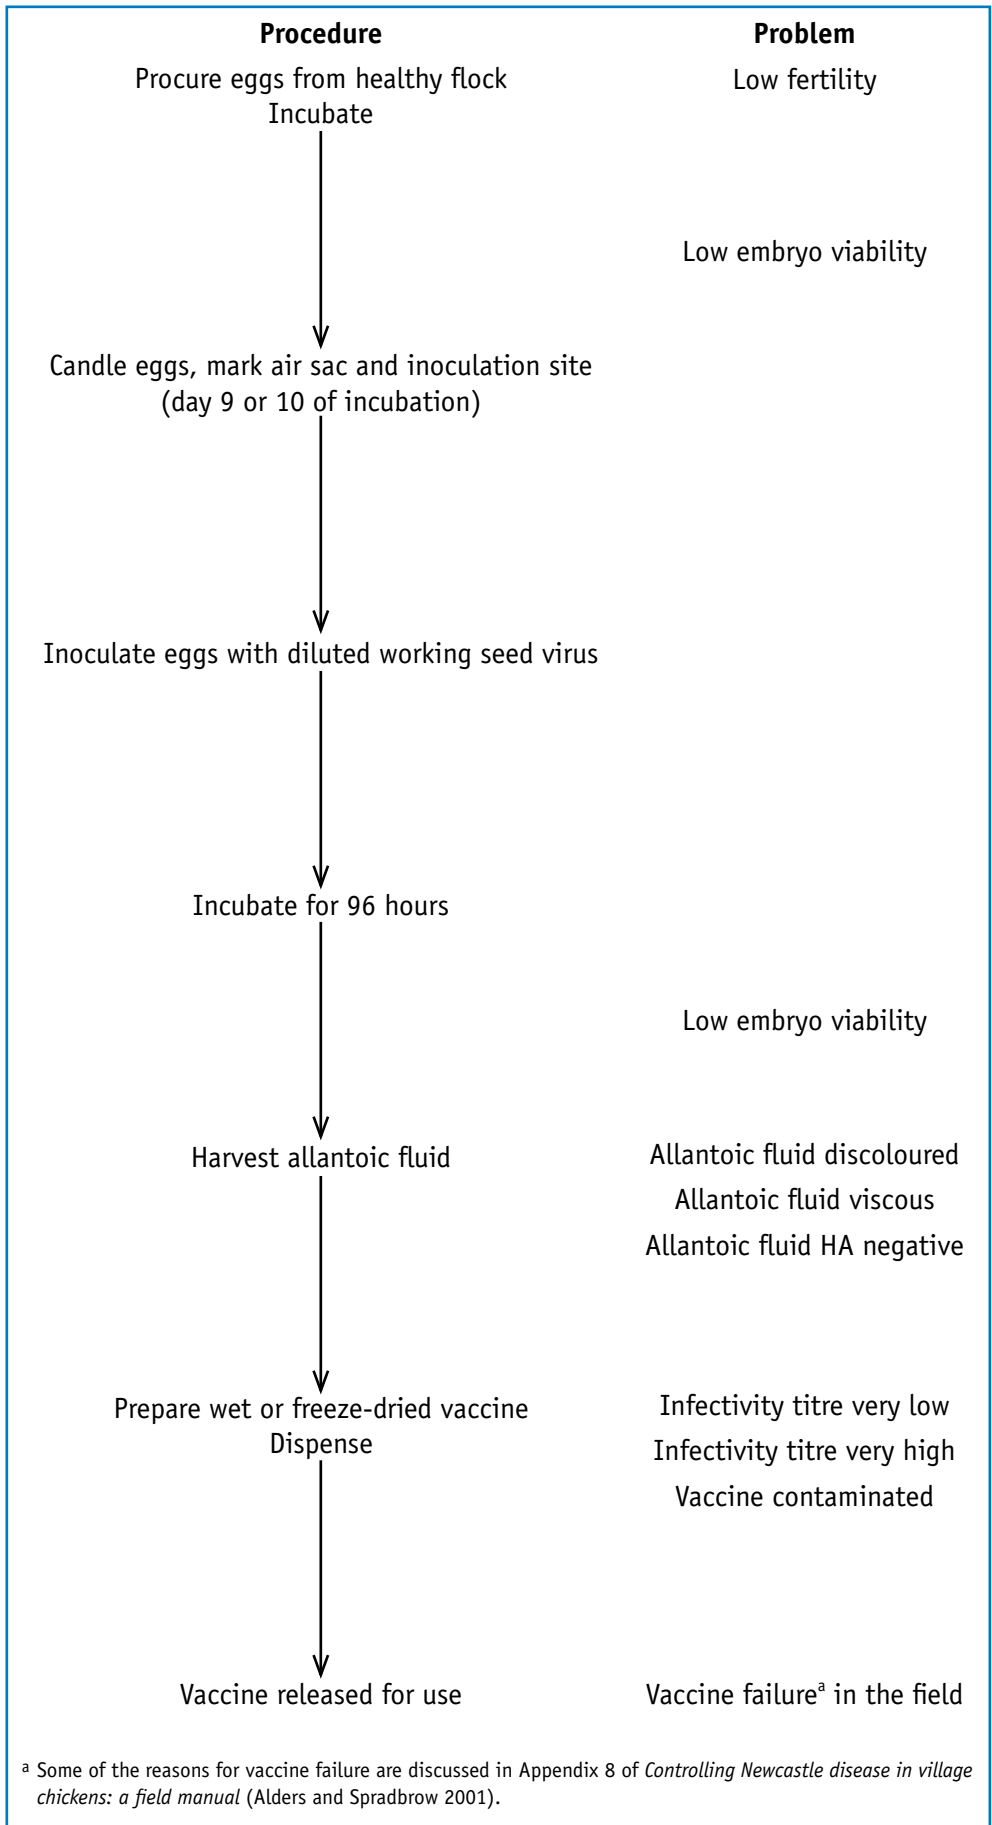 Procedure Problem
Procure eggs from healthy flock Low fertility
Incubate
Low embryo viability
Candle eggs, mark air sac and inoculation site
(day 9 or 10 of incubation)
Inoculate eggs with diluted working seed virus
Incubate for 96 hours
Low embryo viability
Harvest allantoic fluid Allantoic fluid discoloured
Allantoic fluid viscous
Allantoic fluid HA negative
Prepare wet or freeze-dried vaccine Infectivity titre very low
Dispense Infectivity titre very high
Vaccine contaminated
Vaccine released for use Vaccine failureᵃ in the field
ᵃ Some of the reasons for vaccine failure are discussed in Appendix 8 of Controlling Newcastle disease in village
chickens: a field manual (Alders and Spradbrow 2001).